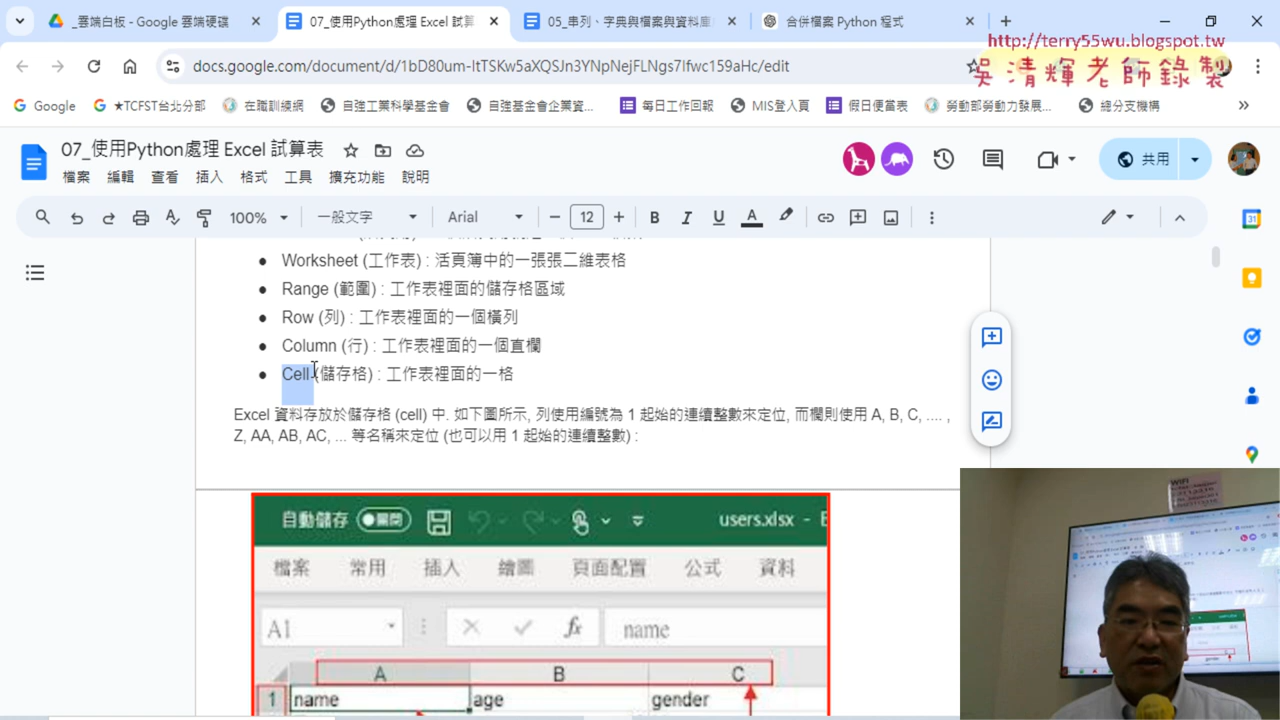 _雲端白板 - Google 雲端硬碟
07_使用Python處理 Excel 試算
05_串列、字典與檔案與資料庫
合併檔案 Python 程式
http://terry55wu.blogspot.tw
吳清輝老師錄製
docs.google.com/document/d/1bD80um-ItTSKw5aXQSJn3YNpNejFLNgs7Ifwc159aHc/edit
Google
★TCFST台北分部
在職訓練網
自強工業科學基金會
自強基金會企業資...
每日工作回報
MIS登入頁
假日便當表
勞動部勞動力發展...
總分支機構
07_使用Python處理 Excel 試算表
檔案 編輯 查看 插入 格式 工具 擴充功能 說明
共用
100% 一般文字 Arial 12 B I U A
● Worksheet (工作表) : 活頁簿中的一張張二維表格
● Range (範圍) : 工作表裡面的儲存格區域
● Row (列) : 工作表裡面的一個橫列
● Column (行) : 工作表裡面的一個直欄
● Cell (儲存格) : 工作表裡面的一格
Excel 資料存放於儲存格 (cell) 中. 如下圖所示, 列使用編號為 1 起始的連續整數來定位, 而欄則使用 A, B, C, .... ,
Z, AA, AB, AC, ... 等名稱來定位 (也可以用 1 起始的連續整數) :
自動儲存 關閉 users.xlsx -
檔案 常用 插入 繪圖 頁面配置 公式 資料
A1 fx name
A B C
1 name age gender
31
WiFi